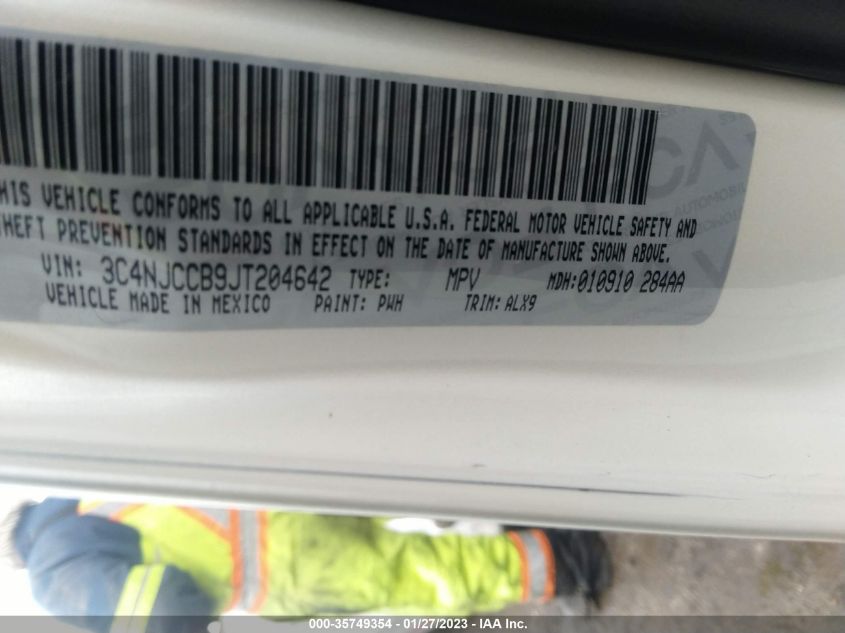 HIS VEHICLE CONFORMS TO ALL APPLICABLE U.S.A. FEDERAL MOTOR VEHICLE SAFETY AND
THEFT PREVENTION STANDARDS IN EFFECT ON THE DATE OF MANUFACTURE SHOWN ABOVE.
VIN: 3C4NJCCB9JT204642 TYPE: MPV MDH:010910 284AA
VEHICLE MADE IN MEXICO PAINT: PWH TRIM: ALX9
000-35749354 - 01/27/2023 - IAA Inc.